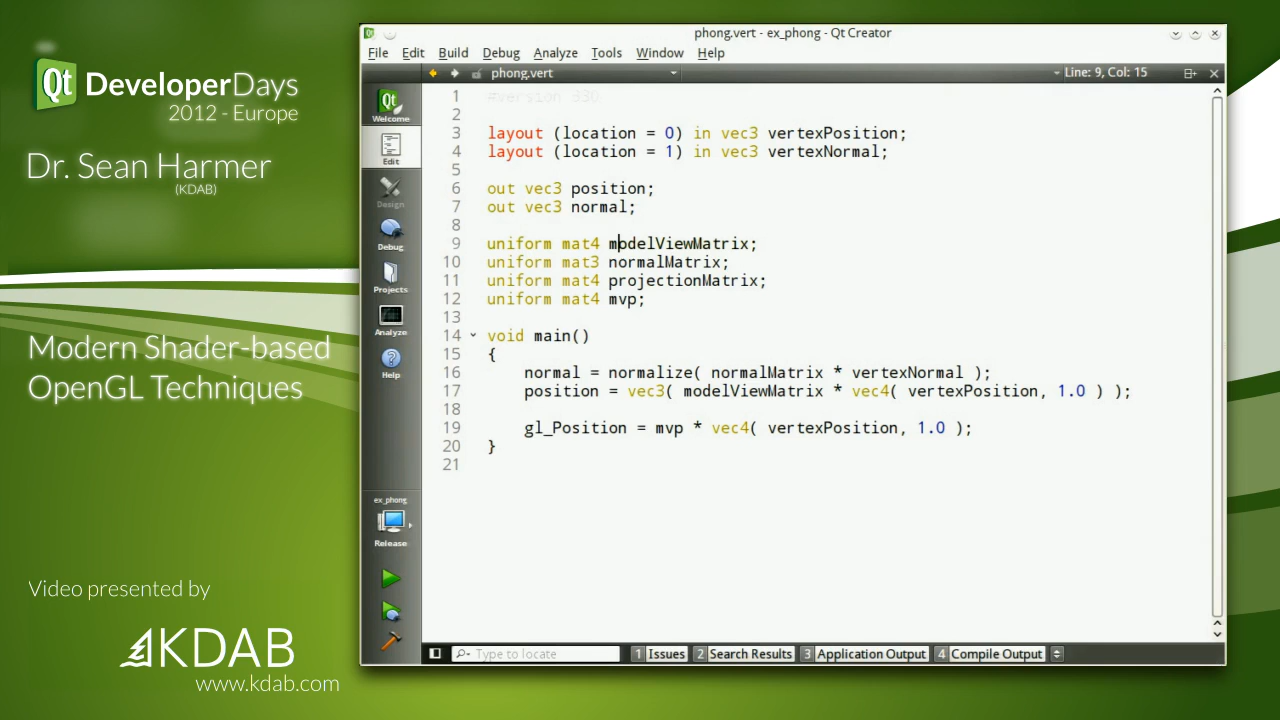 Qt DeveloperDays
2012 - Europe
Dr. Sean Harmer
(KDAB)
Modern Shader-based
OpenGL Techniques
Video presented by
KDAB
www.kdab.com
phong.vert - ex_phong - Qt Creator
File Edit Build Debug Analyze Tools Window Help
phong.vert Line: 9, Col: 15
Qt
Welcome
Edit
Design
Debug
Projects
Analyze
Help
ex_phong
Release
1 #version 330
2
3 layout (location = 0) in vec3 vertexPosition;
4 layout (location = 1) in vec3 vertexNormal;
5
6 out vec3 position;
7 out vec3 normal;
8
9 uniform mat4 modelViewMatrix;
10 uniform mat3 normalMatrix;
11 uniform mat4 projectionMatrix;
12 uniform mat4 mvp;
13
14 void main()
15 {
16 normal = normalize( normalMatrix * vertexNormal );
17 position = vec3( modelViewMatrix * vec4( vertexPosition, 1.0 ) );
18
19 gl_Position = mvp * vec4( vertexPosition, 1.0 );
20 }
21
Type to locate 1 Issues 2 Search Results 3 Application Output 4 Compile Output